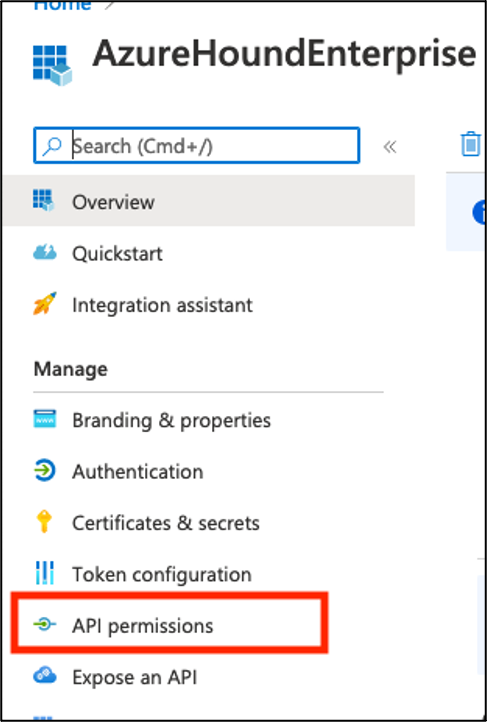 Home
AzureHoundEnterprise
Search (Cmd+/)
Overview
Quickstart
Integration assistant
Manage
Branding & properties
Authentication
Certificates & secrets
Token configuration
API permissions
Expose an API